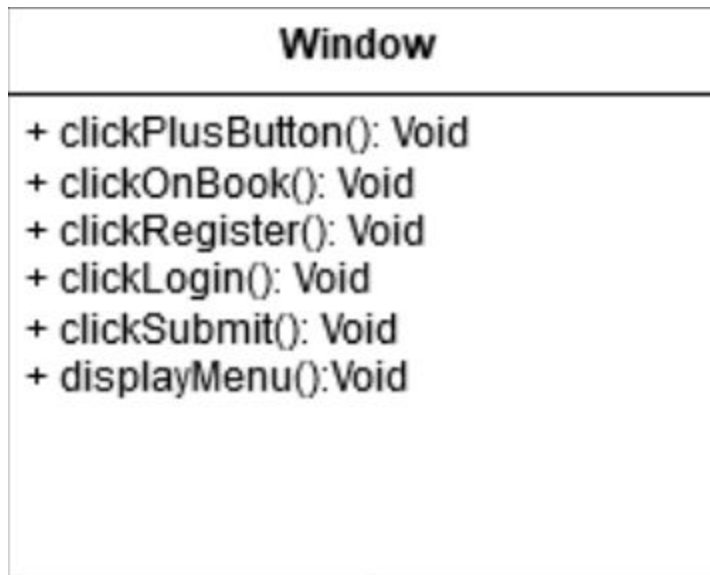 Window
+ clickPlusButton(): Void
+ clickOnBook(): Void
+ clickRegister(): Void
+ clickLogin(): Void
+ clickSubmit(): Void
+ displayMenu():Void